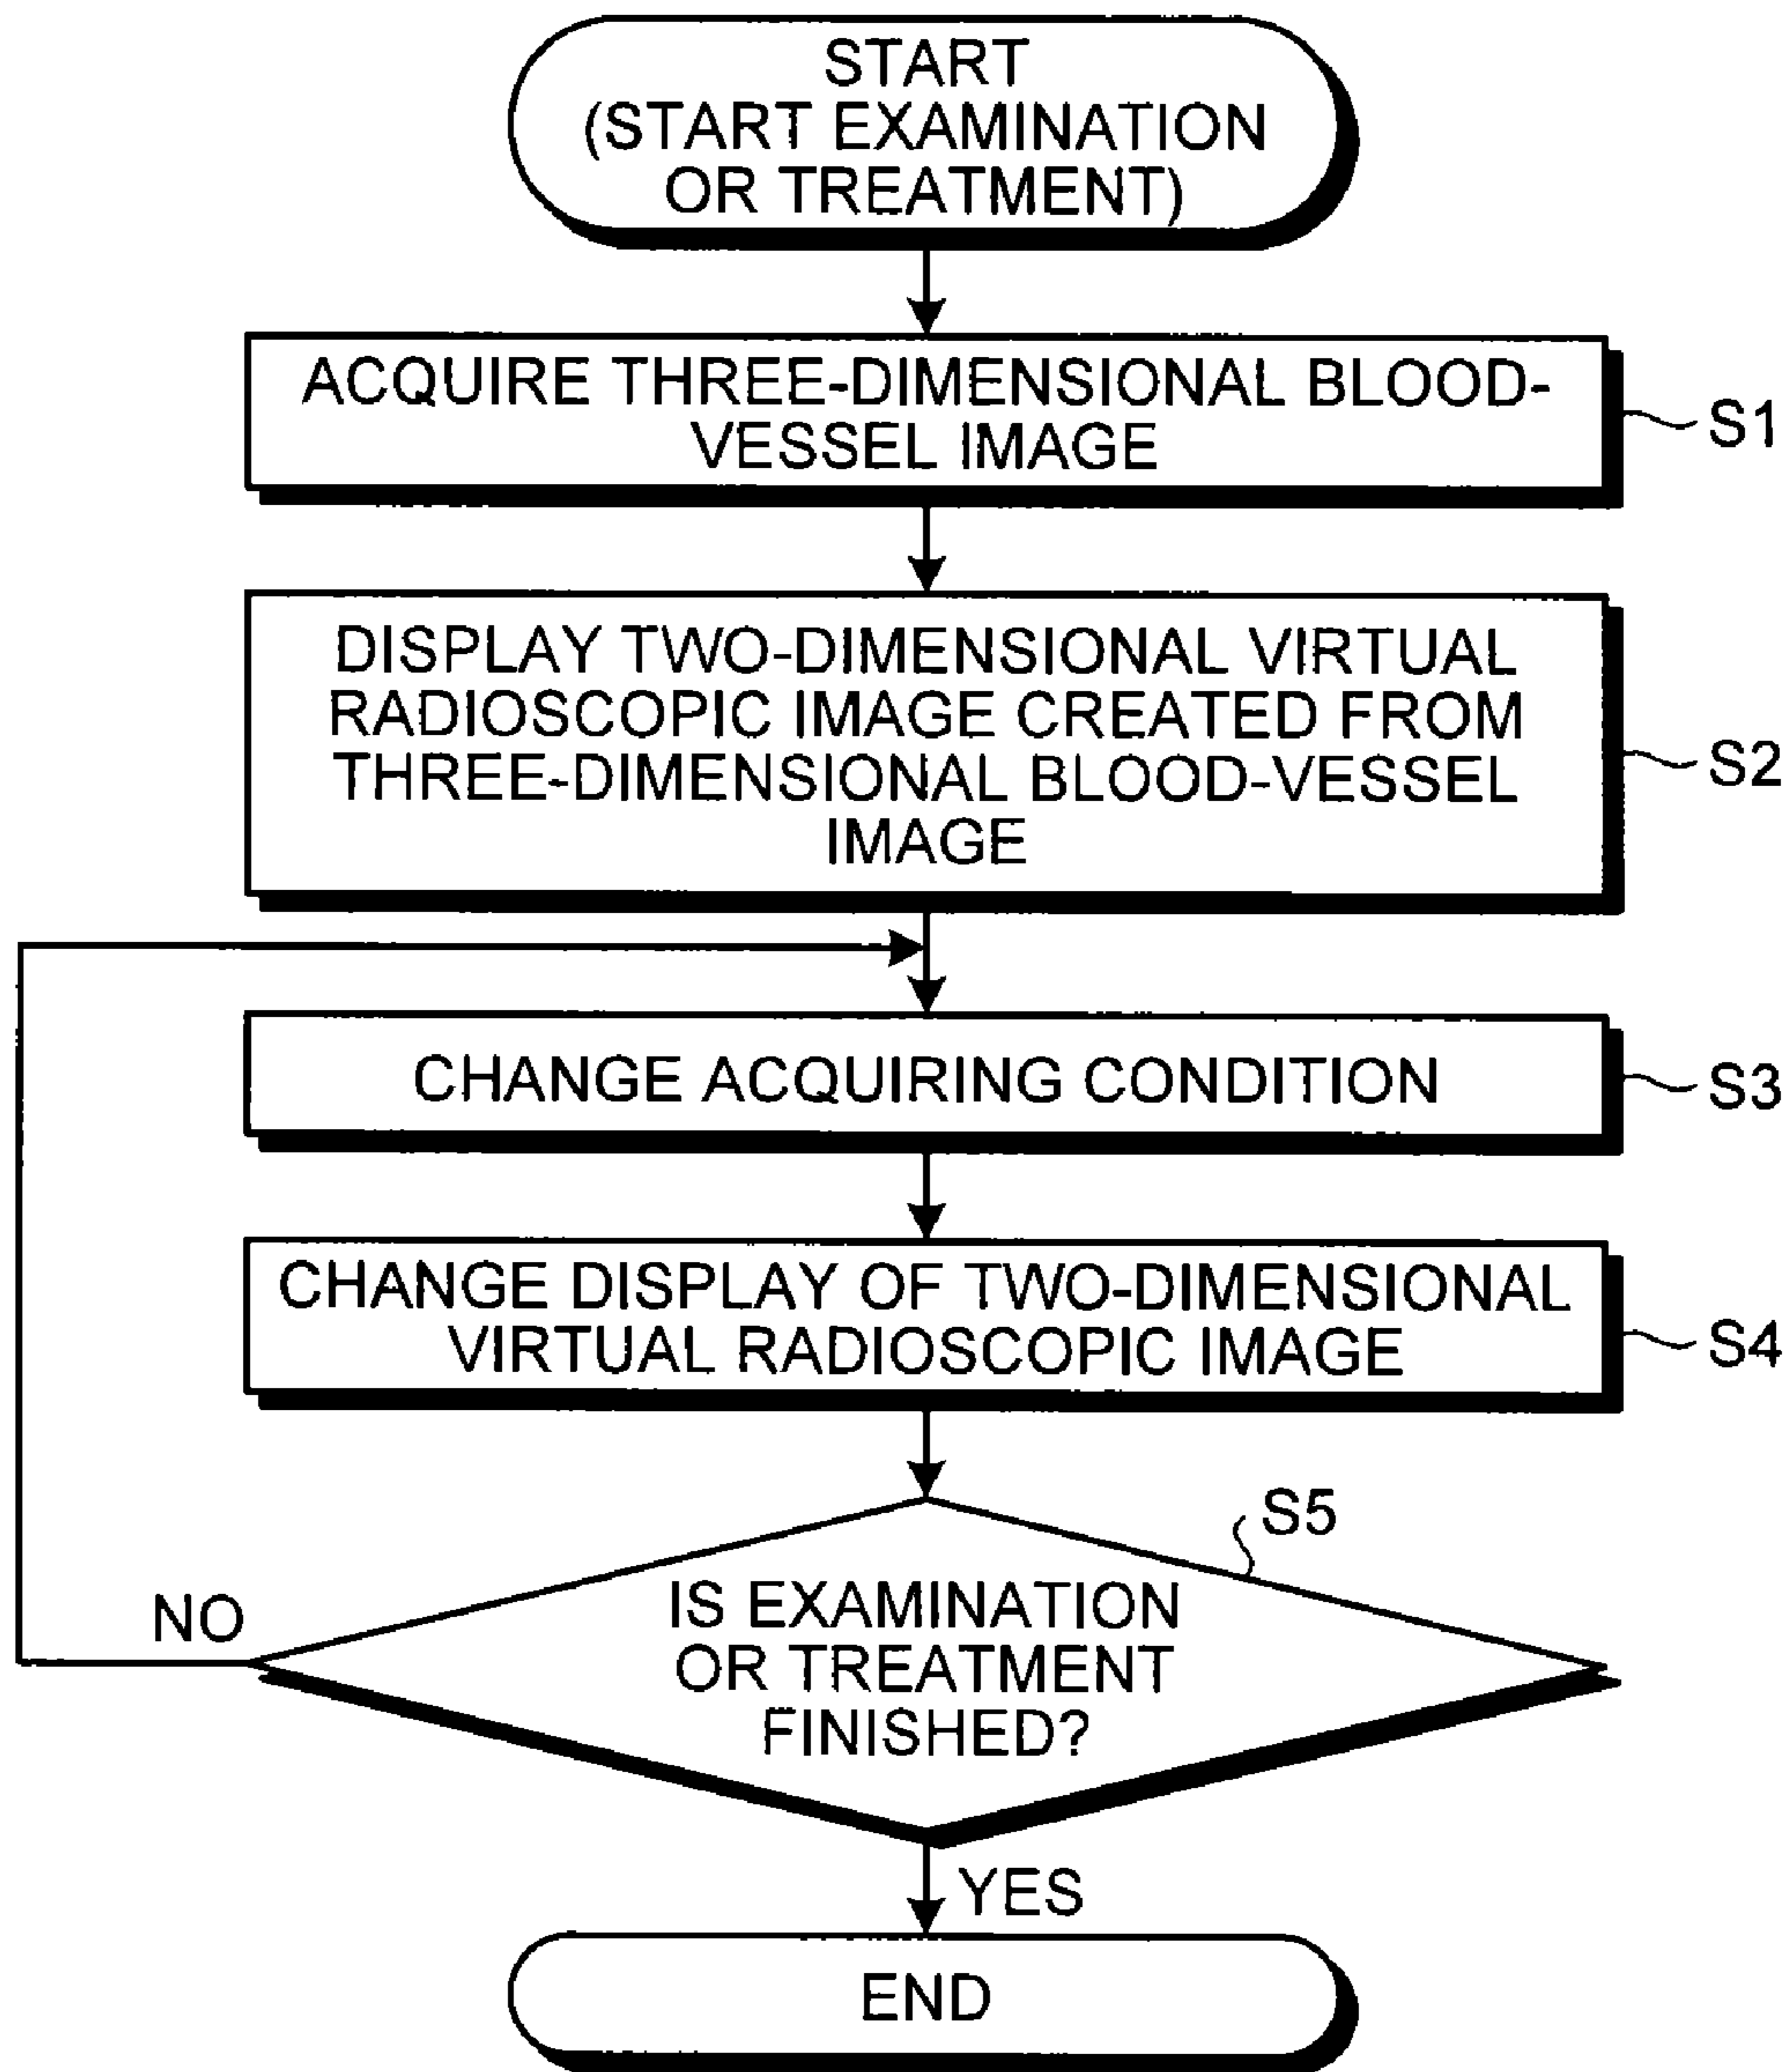 START
(START EXAMINATION
OR TREATMENT)
ACQUIRE THREE-DIMENSIONAL BLOOD-
VESSEL IMAGE
S1
DISPLAY TWO-DIMENSIONAL VIRTUAL
RADIOSCOPIC IMAGE CREATED FROM
THREE-DIMENSIONAL BLOOD-VESSEL
IMAGE
S2
CHANGE ACQUIRING CONDITION
S3
CHANGE DISPLAY OF TWO-DIMENSIONAL
VIRTUAL RADIOSCOPIC IMAGE
S4
S5
IS EXAMINATION
OR TREATMENT
FINISHED?
NO
YES
END